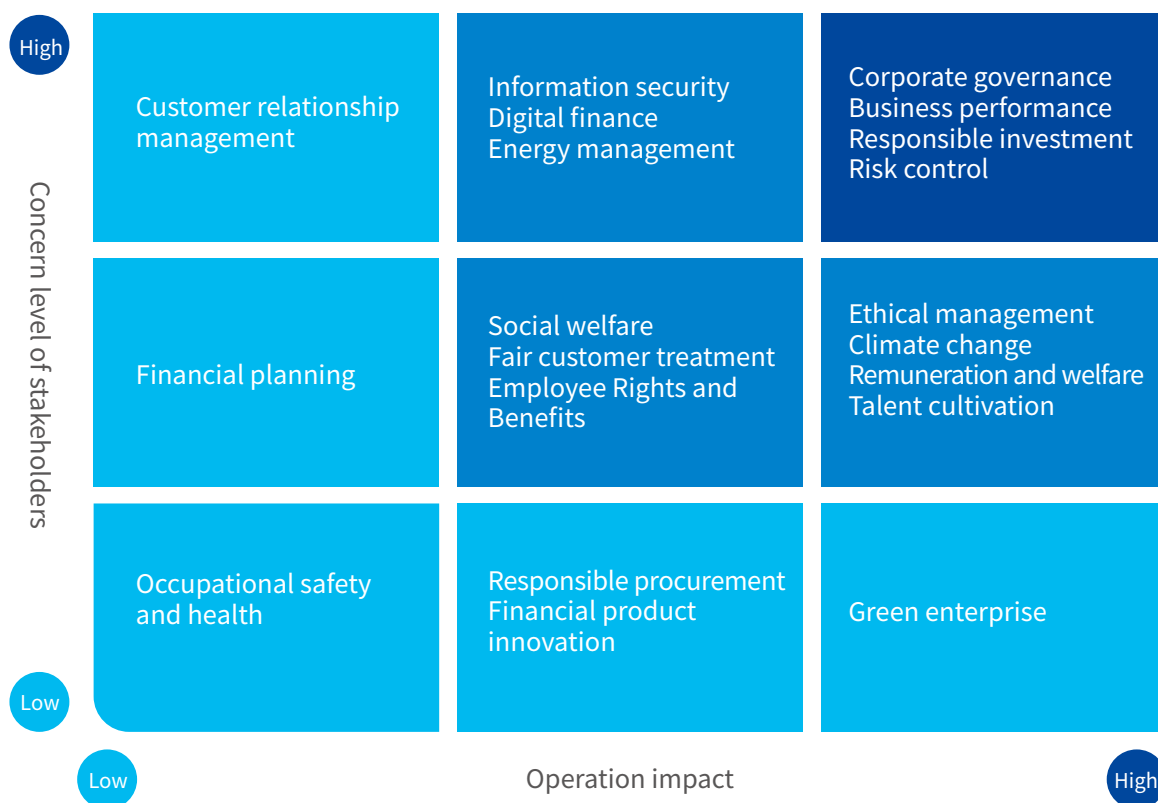 High
Customer relationship
management
Information security
Digital finance
Energy management
Corporate governance
Business performance
Responsible investment
Risk control
Concern level of stakeholders
Financial planning
Social welfare
Fair customer treatment
Employee Rights and
Benefits
Ethical management
Climate change
Remuneration and welfare
Talent cultivation
Occupational safety
and health
Responsible procurement
Financial product
innovation
Green enterprise
Low
Low
Operation impact
High